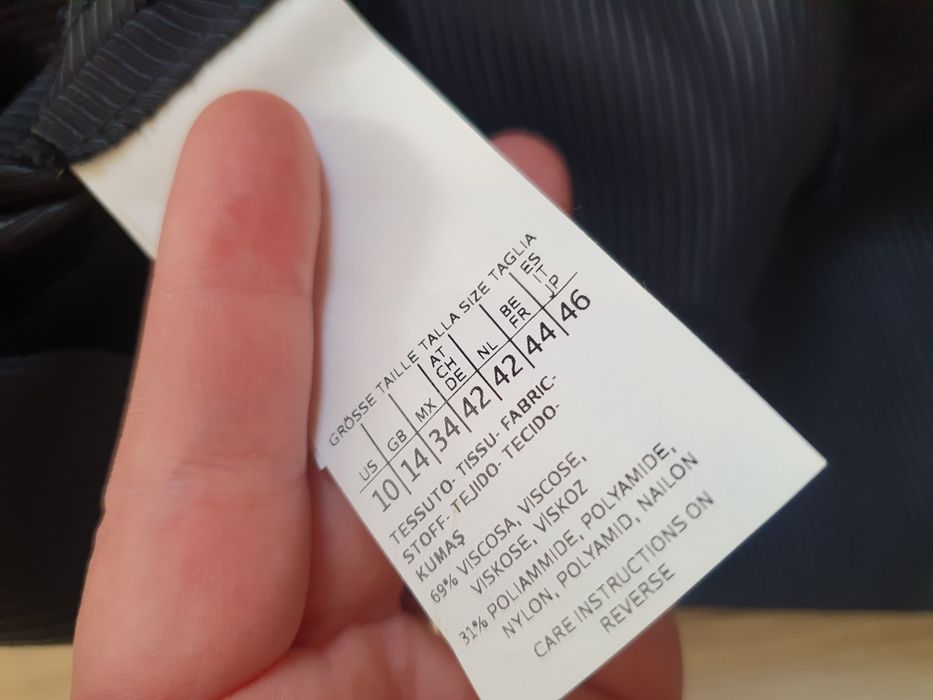 GRÖSSE TAILLE TALLA SIZE TAGLIA
US GB MX AT CH DE NL BE FR ES IT JP
10 14 34 42 42 44 46
TESSUTO- TISSU- FABRIC-
STOFF- TEJIDO- TECIDO-
KUMAŞ
69% VISCOSA, VISCOSE,
VISKOSE, VISKOZ
31% POLIAMMIDE, POLYAMIDE,
NYLON, POLYAMID, NAILON
CARE INSTRUCTIONS ON
REVERSE